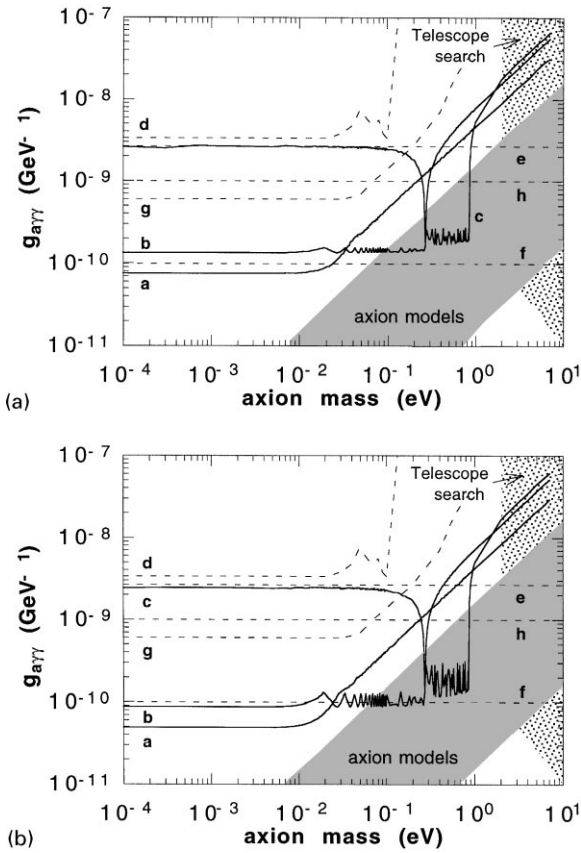 10⁻⁷
Telescope
search
10⁻⁸
d
e
10⁻⁹
h
g
c
b
10⁻¹⁰
f
a
axion models
10⁻¹¹
g_aγγ (GeV⁻¹)
10⁻⁴ 10⁻³ 10⁻² 10⁻¹ 10⁰ 10¹
(a) axion mass (eV)
10⁻⁷
Telescope
search
10⁻⁸
d
c
e
10⁻⁹
h
g
f
10⁻¹⁰
b
a
axion models
10⁻¹¹
g_aγγ (GeV⁻¹)
10⁻⁴ 10⁻³ 10⁻² 10⁻¹ 10⁰ 10¹
(b) axion mass (eV)